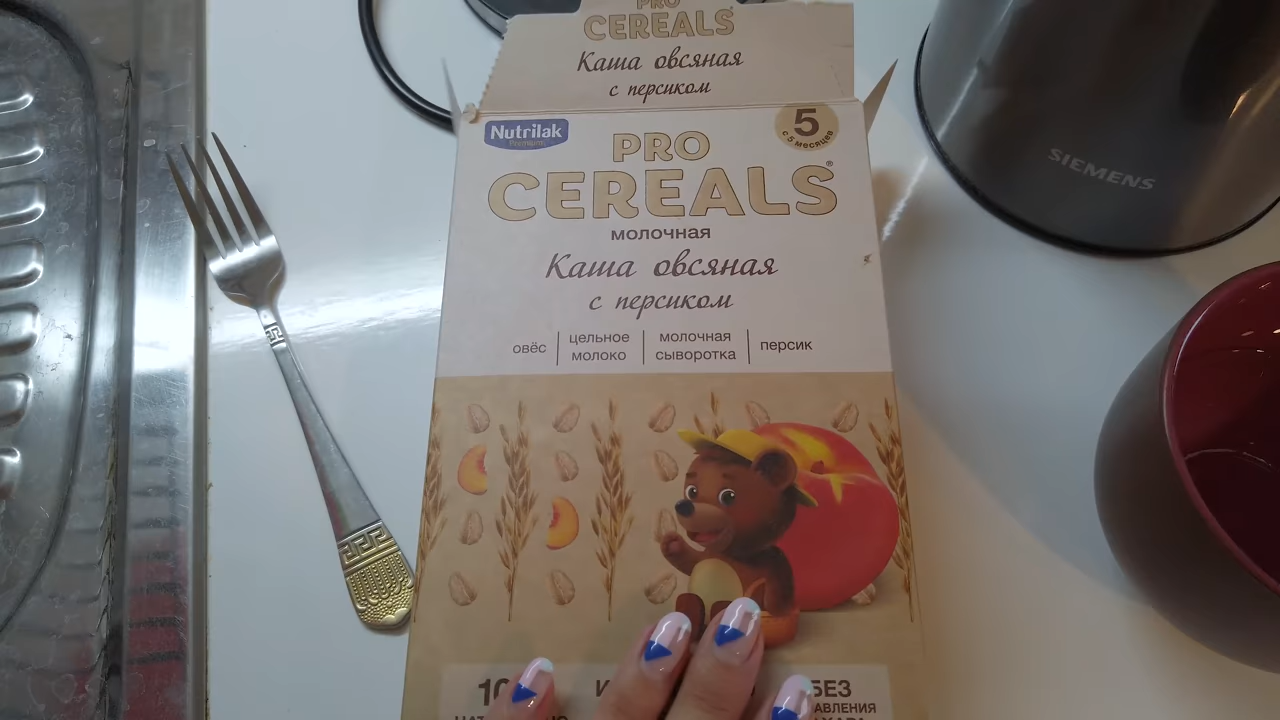 PRO
CEREALS
Каша овсяная
с персиком
Nutrilak
Premium
5
с 5 месяцев
PRO
CEREALS®
молочная
Каша овсяная
с персиком
овёс
цельное
молоко
молочная
сыворотка
персик
SIEMENS
БЕЗ